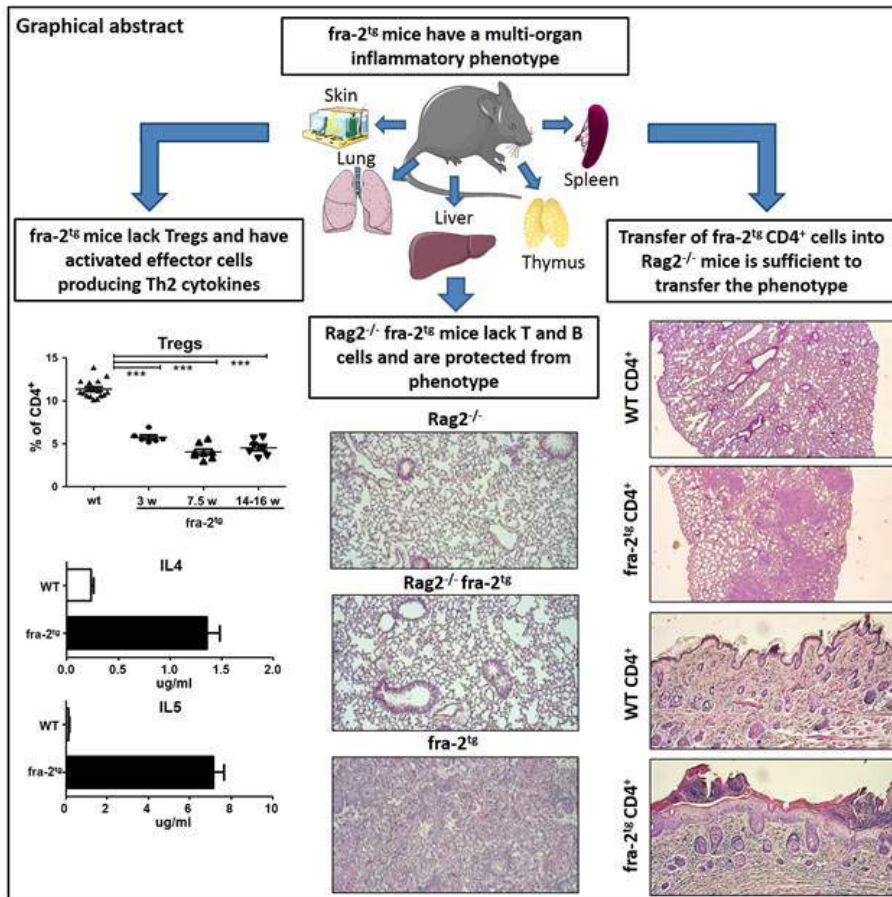 Graphical abstract
fra-2tg mice have a multi-organ
inflammatory phenotype
Skin
Lung
Liver
Thymus
Spleen
fra-2tg mice lack Tregs and have
activated effector cells
producing Th2 cytokines
Tregs
***
***
***
% of CD4+
15
10
5
0
wt
3 w
7.5 w
14-16 w
fra-2tg
IL4
WT
fra-2tg
0.0
0.5
1.0
1.5
2.0
ug/ml
IL5
WT
fra-2tg
0
2
4
6
8
10
ug/ml
Rag2-/- fra-2tg mice lack T and B
cells and are protected from
phenotype
Rag2-/-
Rag2-/- fra-2tg
fra-2tg
Transfer of fra-2tg CD4+ cells into
Rag2-/- mice is sufficient to
transfer the phenotype
WT CD4+
fra-2tg CD4+
WT CD4+
fra-2tg CD4+